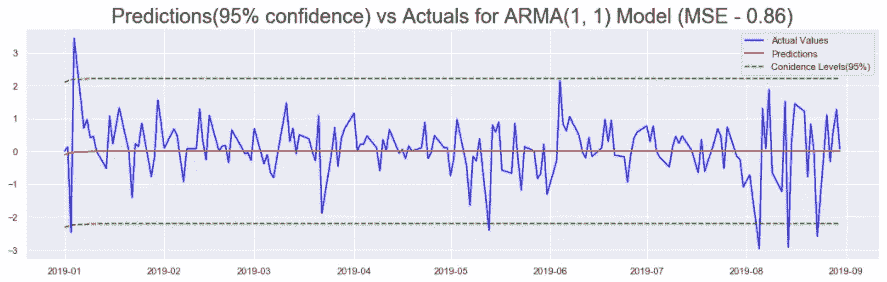 Predictions(95% confidence) vs Actuals for ARMA(1, 1) Model (MSE - 0.86)
Actual Values
Predictions
Conidence Levels(95%)
3
2
1
0
−1
−2
−3
2019-01 2019-02 2019-03 2019-04 2019-05 2019-06 2019-07 2019-08 2019-09